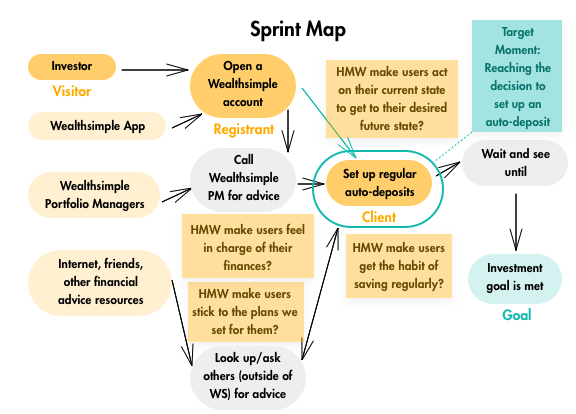 Sprint Map
Investor
Visitor
Wealthsimple App
Wealthsimple
Portfolio Managers
Internet, friends,
other financial
advice resources
Open a
Wealthsimple
account
Registrant
Call
Wealthsimple
PM for advice
HMW make users feel
in charge of their
finances?
HMW make users
stick to the plans we
set for them?
Look up/ask
others (outside of
WS) for advice
HMW make users act
on their current state
to get to their desired
future state?
Set up regular
auto-deposits
Client
HMW make users
get the habit of
saving regularly?
Target
Moment:
Reaching the
decision to
set up an
auto-deposit
Wait and see
until
Investment
goal is met
Goal